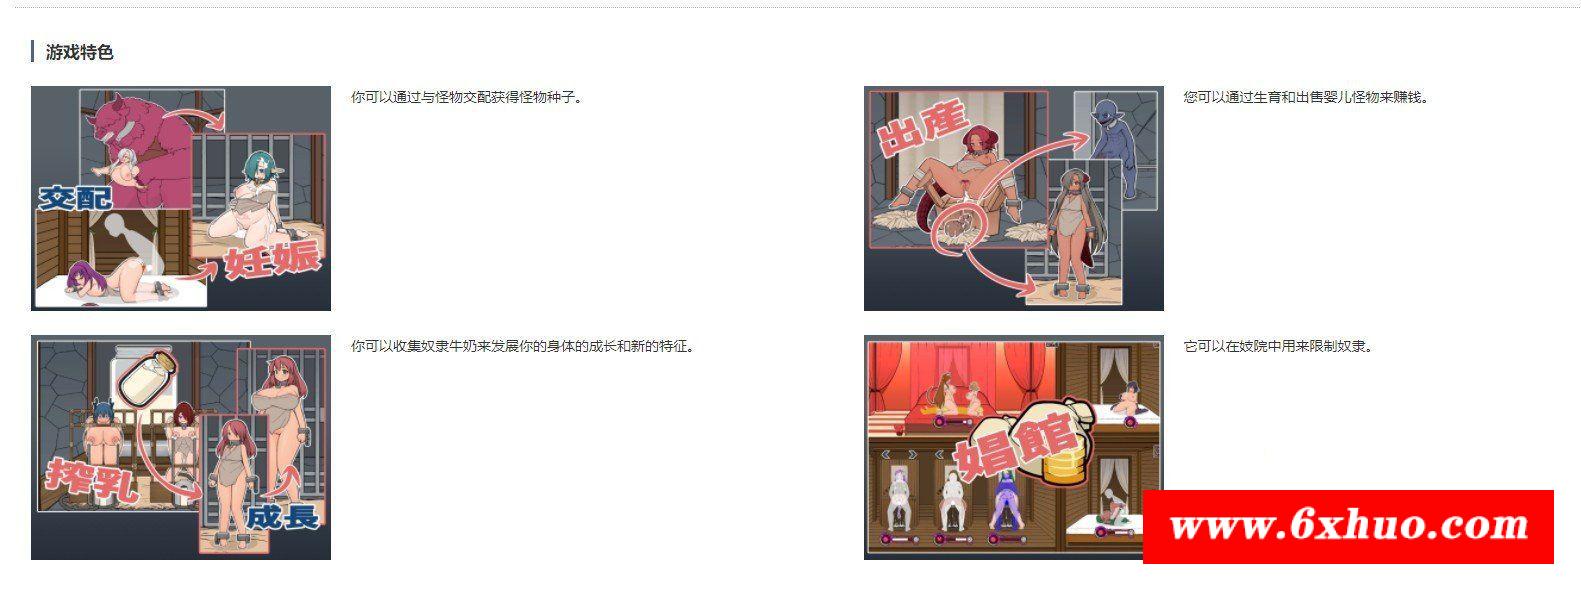 游戏特色
你可以通过与怪物交配获得怪物种子。
交配
妊娠
您可以通过生育和出售婴儿怪物来赚钱。
出産
你可以收集奴隶牛奶来发展你的身体的成长和新的特征。
搾乳
成長
它可以在妓院中用来限制奴隶。
娼館
www.6xhuo.com